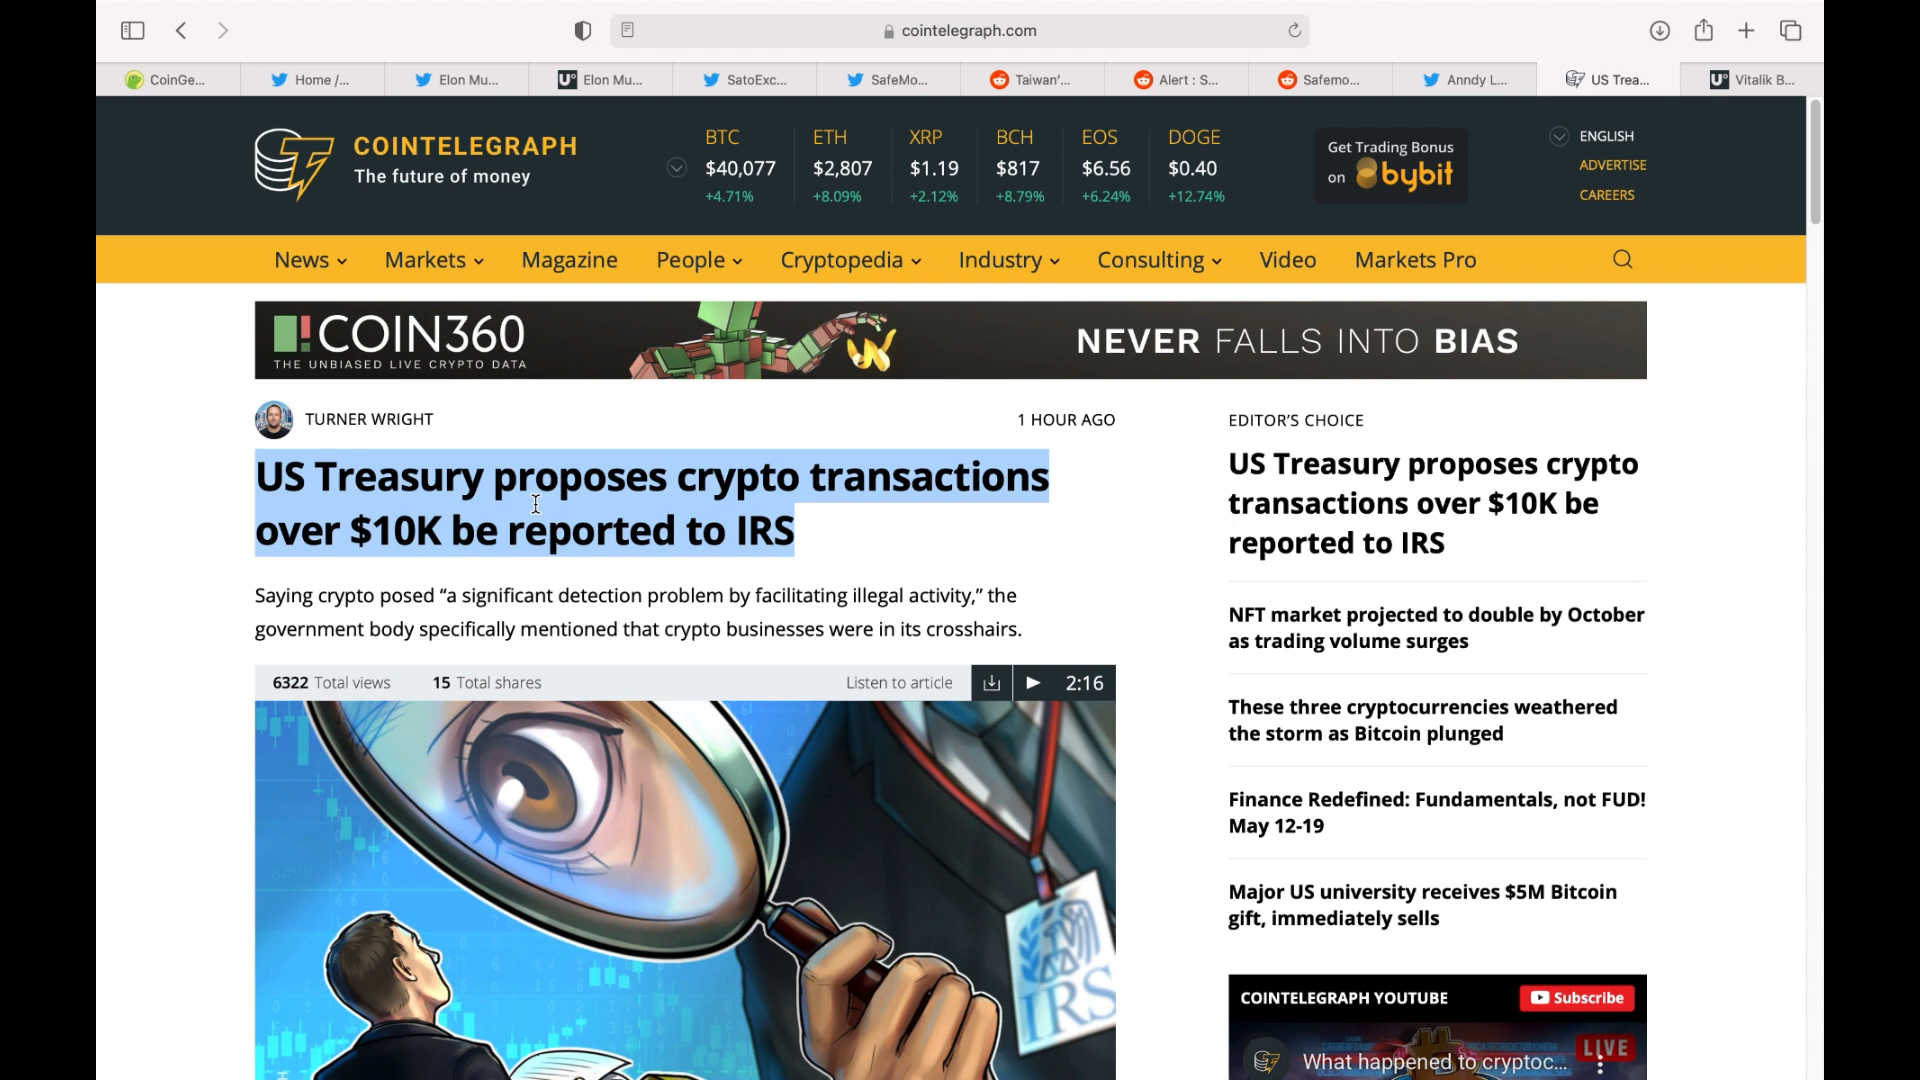 cointelegraph.com
CoinGe...
Home /...
Elon Mu...
Elon Mu...
SatoExc...
SafeMo...
Taiwan'...
Alert : S...
Safemo...
Anndy L...
US Trea...
Vitalik B...
COINTELEGRAPH
The future of money
BTC
$40,077
+4.71%
ETH
$2,807
+8.09%
XRP
$1.19
+2.12%
BCH
$817
+8.79%
EOS
$6.56
+6.24%
DOGE
$0.40
+12.74%
Get Trading Bonus
on bybit
ENGLISH
ADVERTISE
CAREERS
News
Markets
Magazine
People
Cryptopedia
Industry
Consulting
Video
Markets Pro
COIN360
THE UNBIASED LIVE CRYPTO DATA
NEVER FALLS INTO BIAS
TURNER WRIGHT
1 HOUR AGO
US Treasury proposes crypto transactions
over $10K be reported to IRS
Saying crypto posed “a significant detection problem by facilitating illegal activity,” the
government body specifically mentioned that crypto businesses were in its crosshairs.
6322 Total views
15 Total shares
Listen to article
2:16
IRS
EDITOR’S CHOICE
US Treasury proposes crypto
transactions over $10K be
reported to IRS
NFT market projected to double by October
as trading volume surges
These three cryptocurrencies weathered
the storm as Bitcoin plunged
Finance Redefined: Fundamentals, not FUD!
May 12-19
Major US university receives $5M Bitcoin
gift, immediately sells
COINTELEGRAPH YOUTUBE
Subscribe
What happened to cryptoc...
LIVE